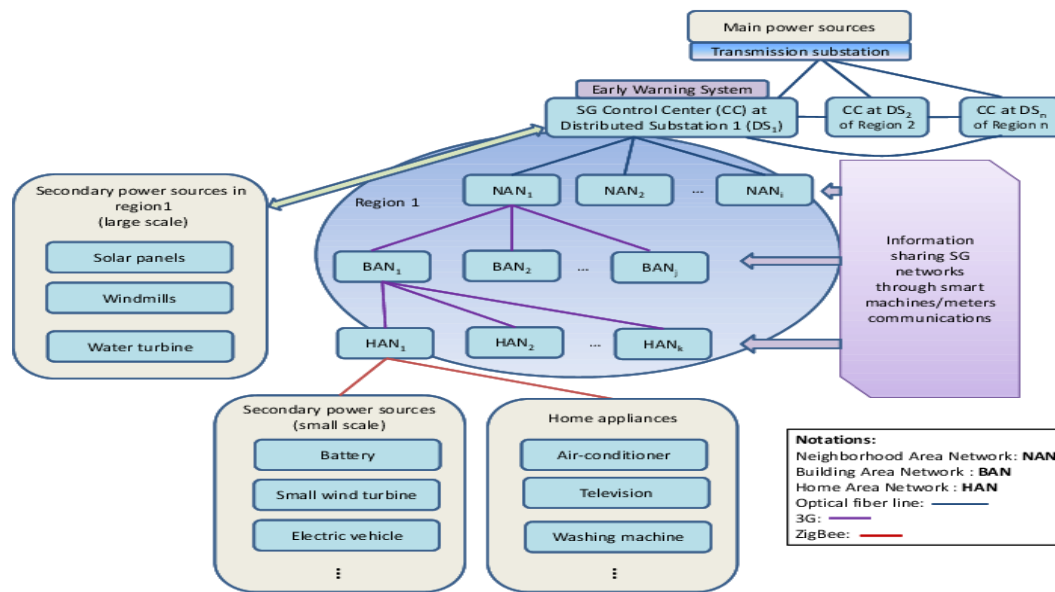 Main power sources
Transmission substation
Early Warning System
SG Control Center (CC) at
Distributed Substation 1 (DS₁)
CC at DS₂
of Region 2
CC at DSₙ
of Region n
Secondary power sources in
region1
(large scale)
Solar panels
Windmills
Water turbine
Region 1
NAN₁
NAN₂
...
NANᵢ
BAN₁
BAN₂
...
BANⱼ
HAN₁
HAN₂
...
HANₖ
Information
sharing SG
networks
through smart
machines/meters
communications
Secondary power sources
(small scale)
Battery
Small wind turbine
Electric vehicle
⋮
Home appliances
Air-conditioner
Television
Washing machine
⋮
Notations:
Neighborhood Area Network: NAN
Building Area Network : BAN
Home Area Network : HAN
Optical fiber line:
3G:
ZigBee: